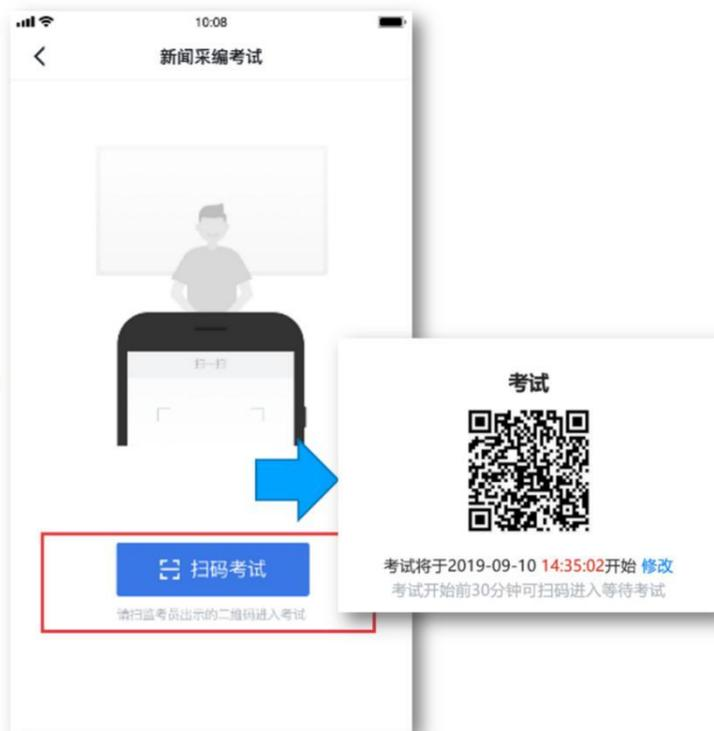 10:08
新闻采编考试
扫一扫
扫码考试
请扫监考员出示的二维码进入考试
考试
考试将于2019-09-10 14:35:02开始 修改
考试开始前30分钟可扫码进入等待考试